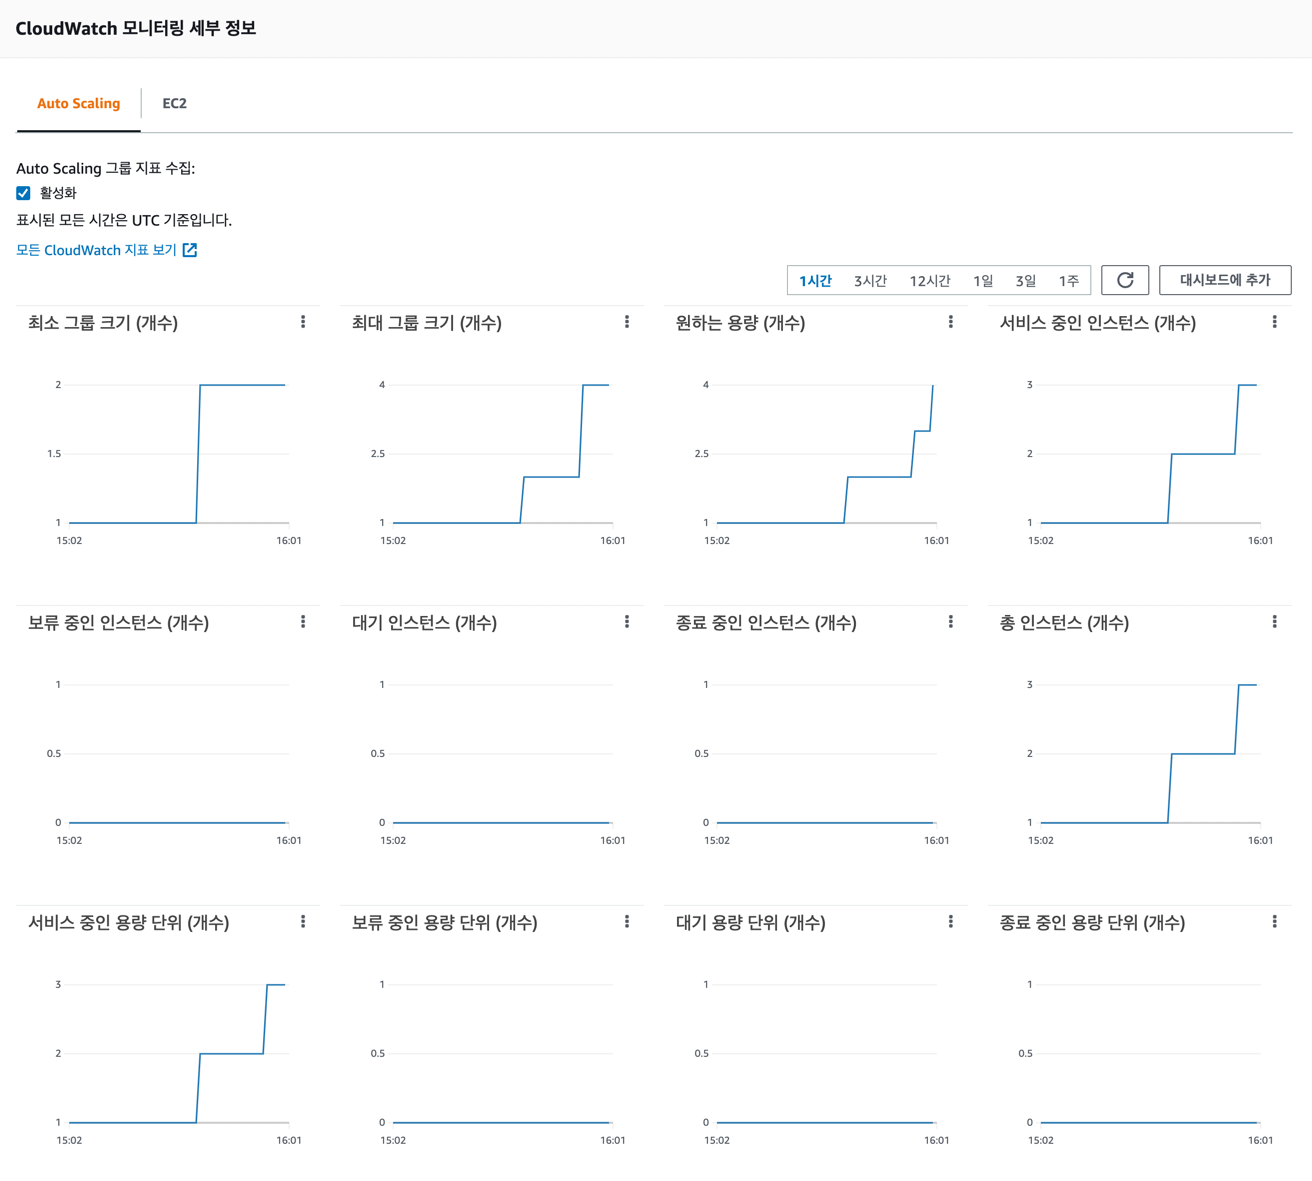 CloudWatch 모니터링 세부 정보
Auto Scaling
EC2
Auto Scaling 그룹 지표 수집:
활성화
표시된 모든 시간은 UTC 기준입니다.
모든 CloudWatch 지표 보기
1시간 3시간 12시간 1일 3일 1주
대시보드에 추가
최소 그룹 크기 (개수)
2
1.5
1
15:02 16:01
최대 그룹 크기 (개수)
4
2.5
1
15:02 16:01
원하는 용량 (개수)
4
2.5
1
15:02 16:01
서비스 중인 인스턴스 (개수)
3
2
1
15:02 16:01
보류 중인 인스턴스 (개수)
1
0.5
0
15:02 16:01
대기 인스턴스 (개수)
1
0.5
0
15:02 16:01
종료 중인 인스턴스 (개수)
1
0.5
0
15:02 16:01
총 인스턴스 (개수)
3
2
1
15:02 16:01
서비스 중인 용량 단위 (개수)
3
2
1
15:02 16:01
보류 중인 용량 단위 (개수)
1
0.5
0
15:02 16:01
대기 용량 단위 (개수)
1
0.5
0
15:02 16:01
종료 중인 용량 단위 (개수)
1
0.5
0
15:02 16:01